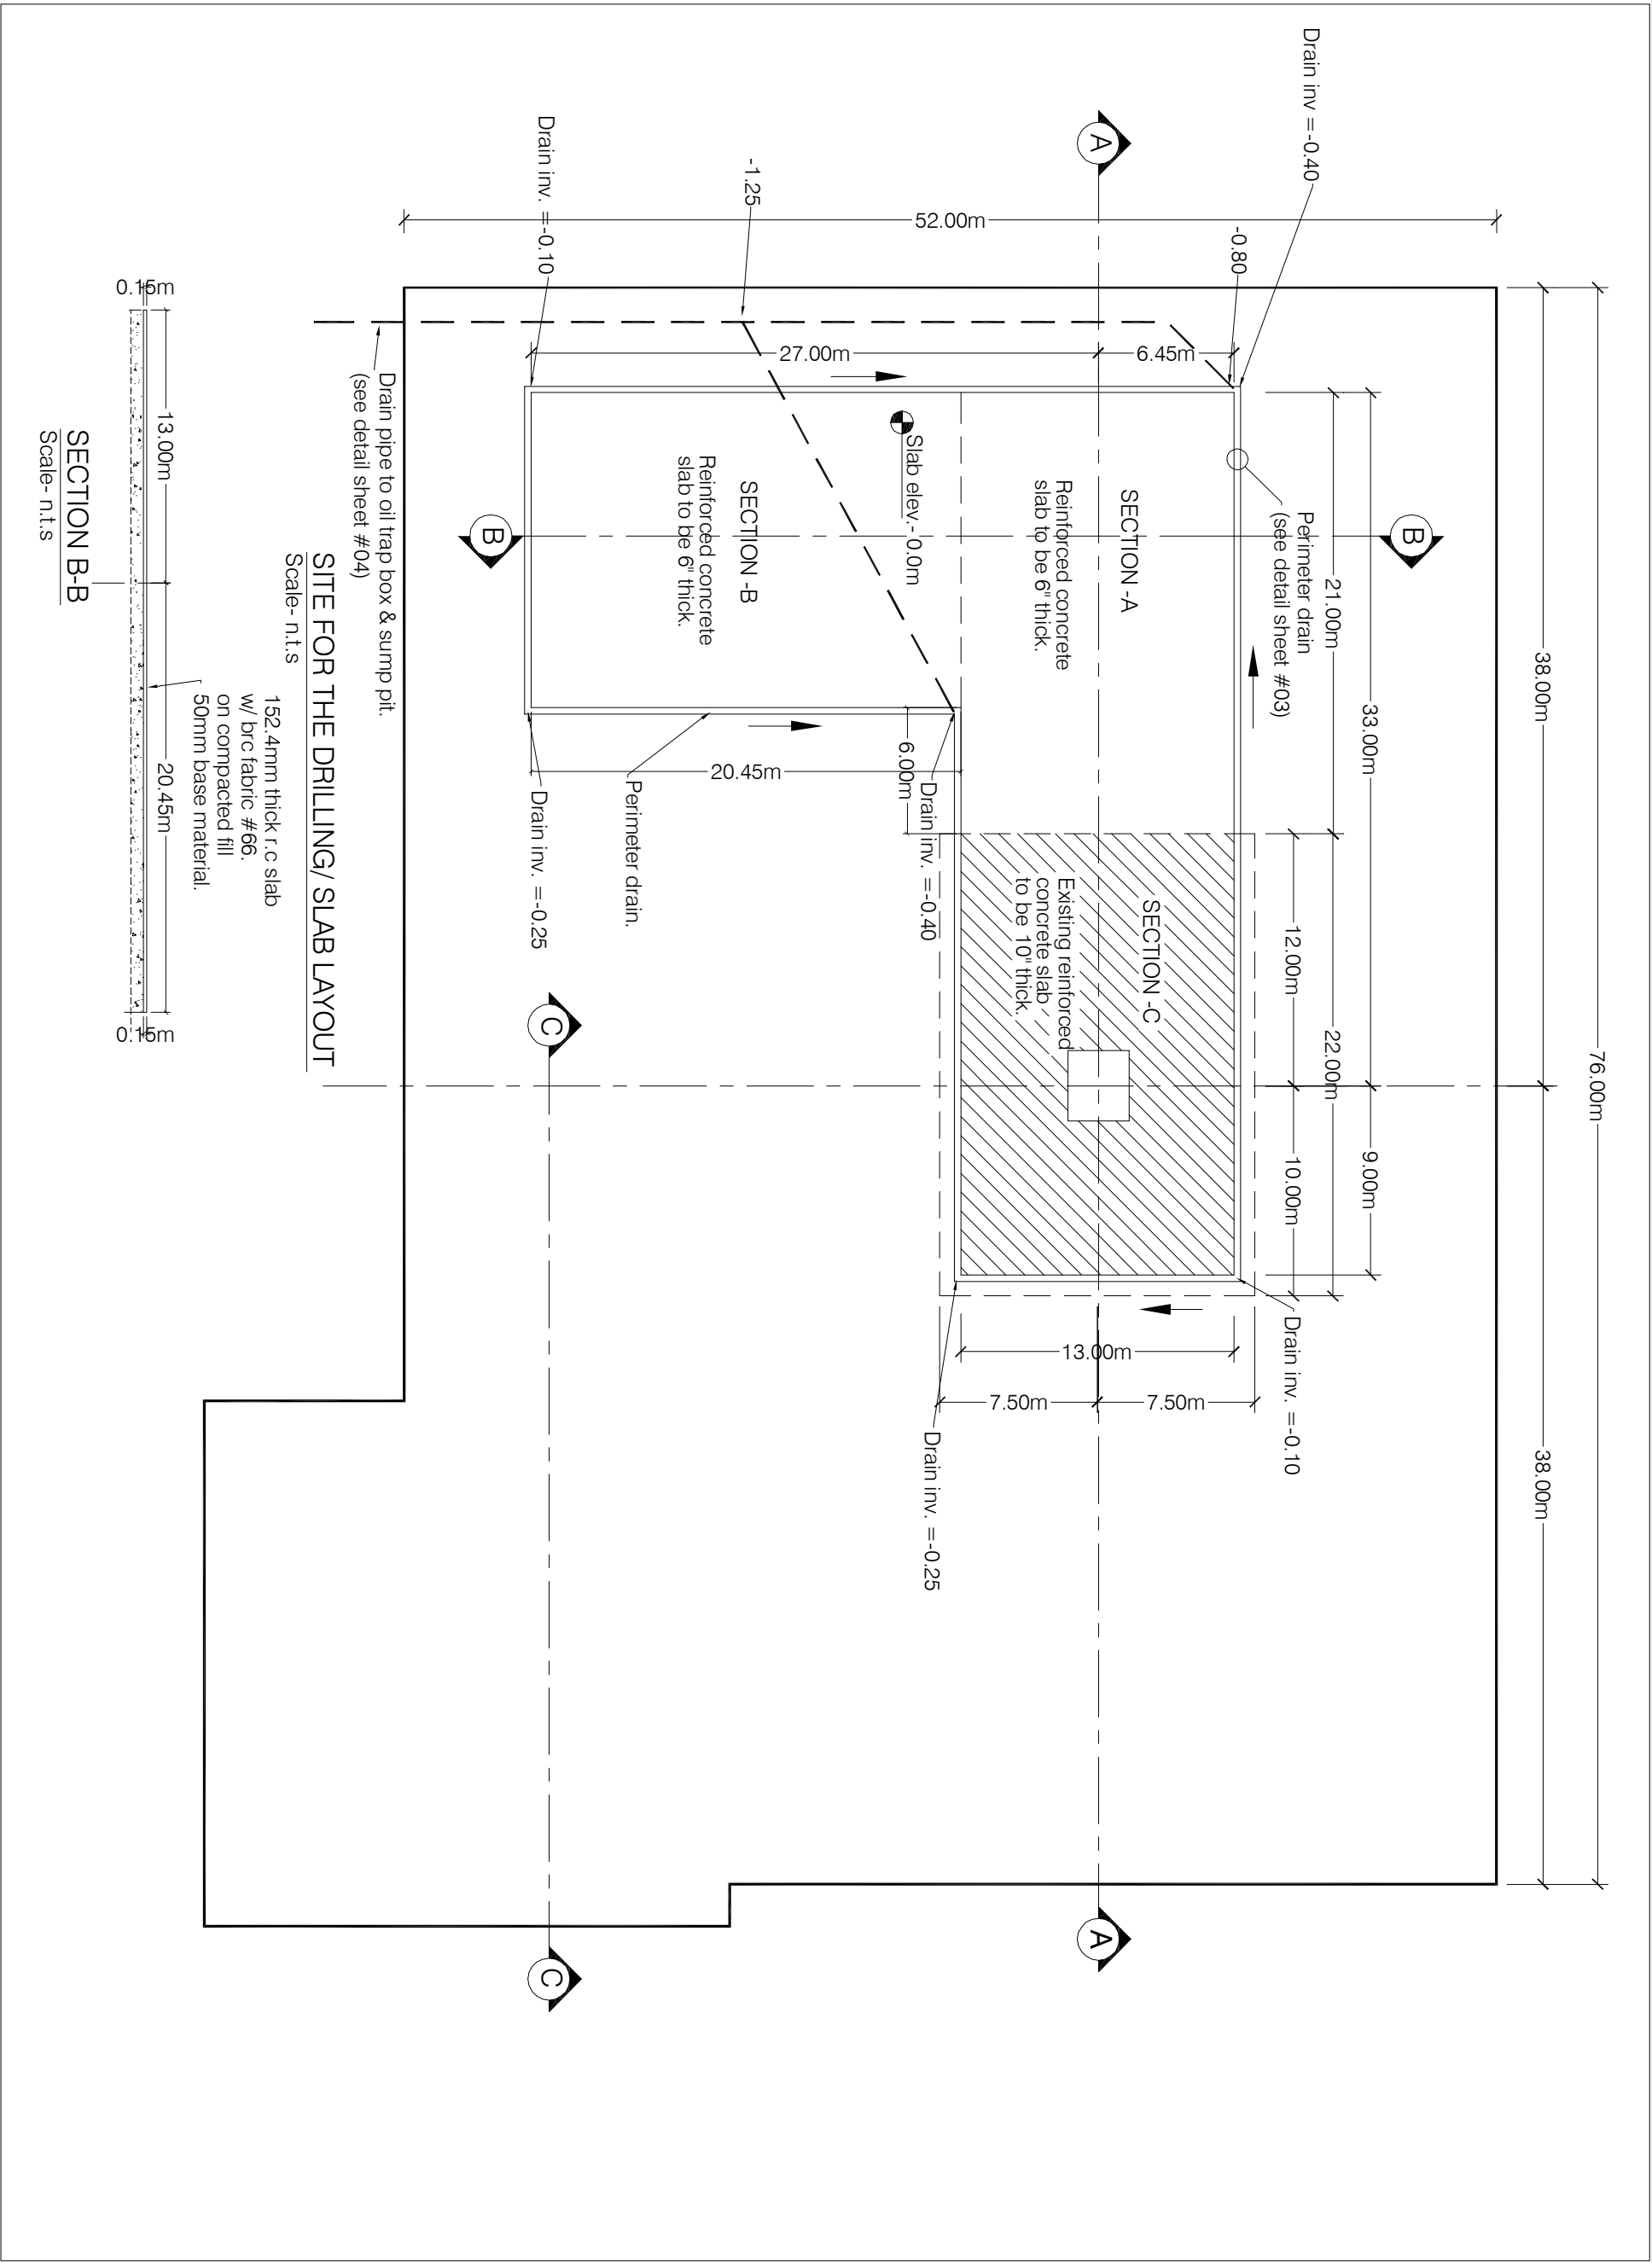 76.00m
38.00m
38.00m
33.00m
9.00m
21.00m
22.00m
12.00m
10.00m
Drain inv =-0.40
-0.80
6.45m
27.00m
52.00m
A
A
B
B
C
C
Perimeter drain
(see detail sheet #03)
SECTION -A
Reinforced concrete
slab to be 6" thick.
SECTION -C
Existing reinforced
concrete slab
to be 10" thick.
Drain inv. =-0.10
13.00m
7.50m
7.50m
Drain inv. =-0.25
Slab elev.- 0.0m
6.00m
Drain inv. =-0.40
-1.25
SECTION -B
Reinforced concrete
slab to be 6" thick.
20.45m
Perimeter drain.
Drain inv. =-0.10
Drain inv. =-0.25
Drain pipe to oil trap box & sump pit.
(see detail sheet #04)
SITE FOR THE DRILLING/ SLAB LAYOUT
Scale- n.t.s
152.4mm thick r.c slab
w/ brc fabric #66.
on compacted fill
50mm base material.
13.00m
20.45m
0.15m
0.15m
SECTION B-B
Scale- n.t.s